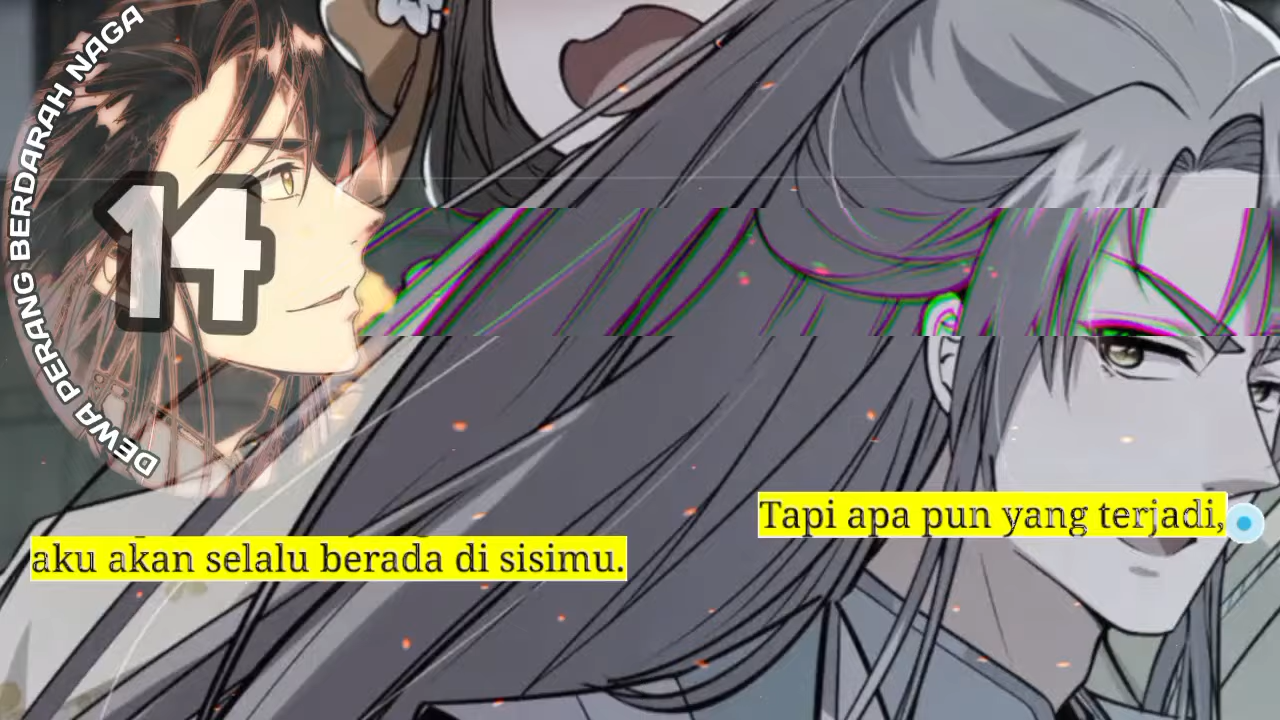 DEWA PERANG BERDARAH NAGA
14
Tapi apa pun yang terjadi,
aku akan selalu berada di sisimu.